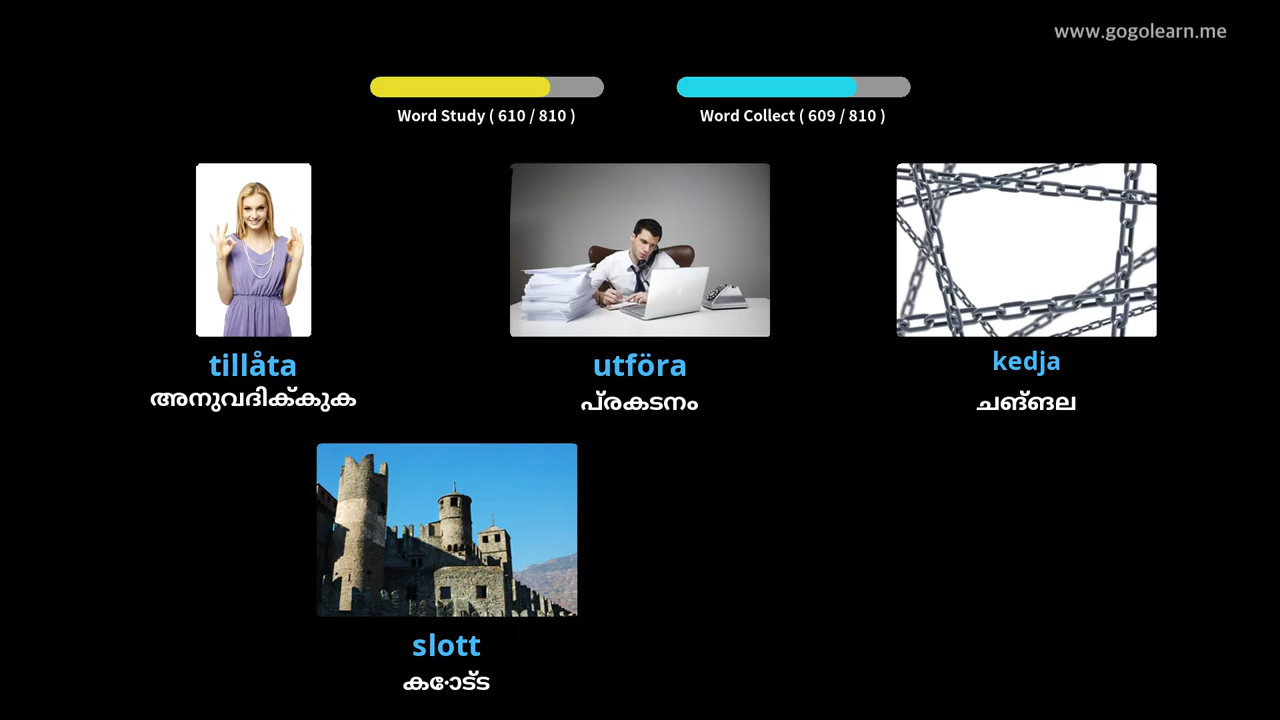 www.gogolearn.me
Word Study ( 610 / 810 )
Word Collect ( 609 / 810 )
tillåta
അനുവദിക്കുക
utföra
പ്രകടനം
kedja
ചങ്ങല
slott
കോട്ട